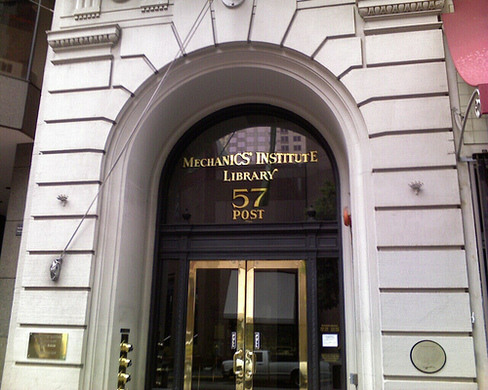 MECHANICS' INSTITUTE
LIBRARY
57
POST